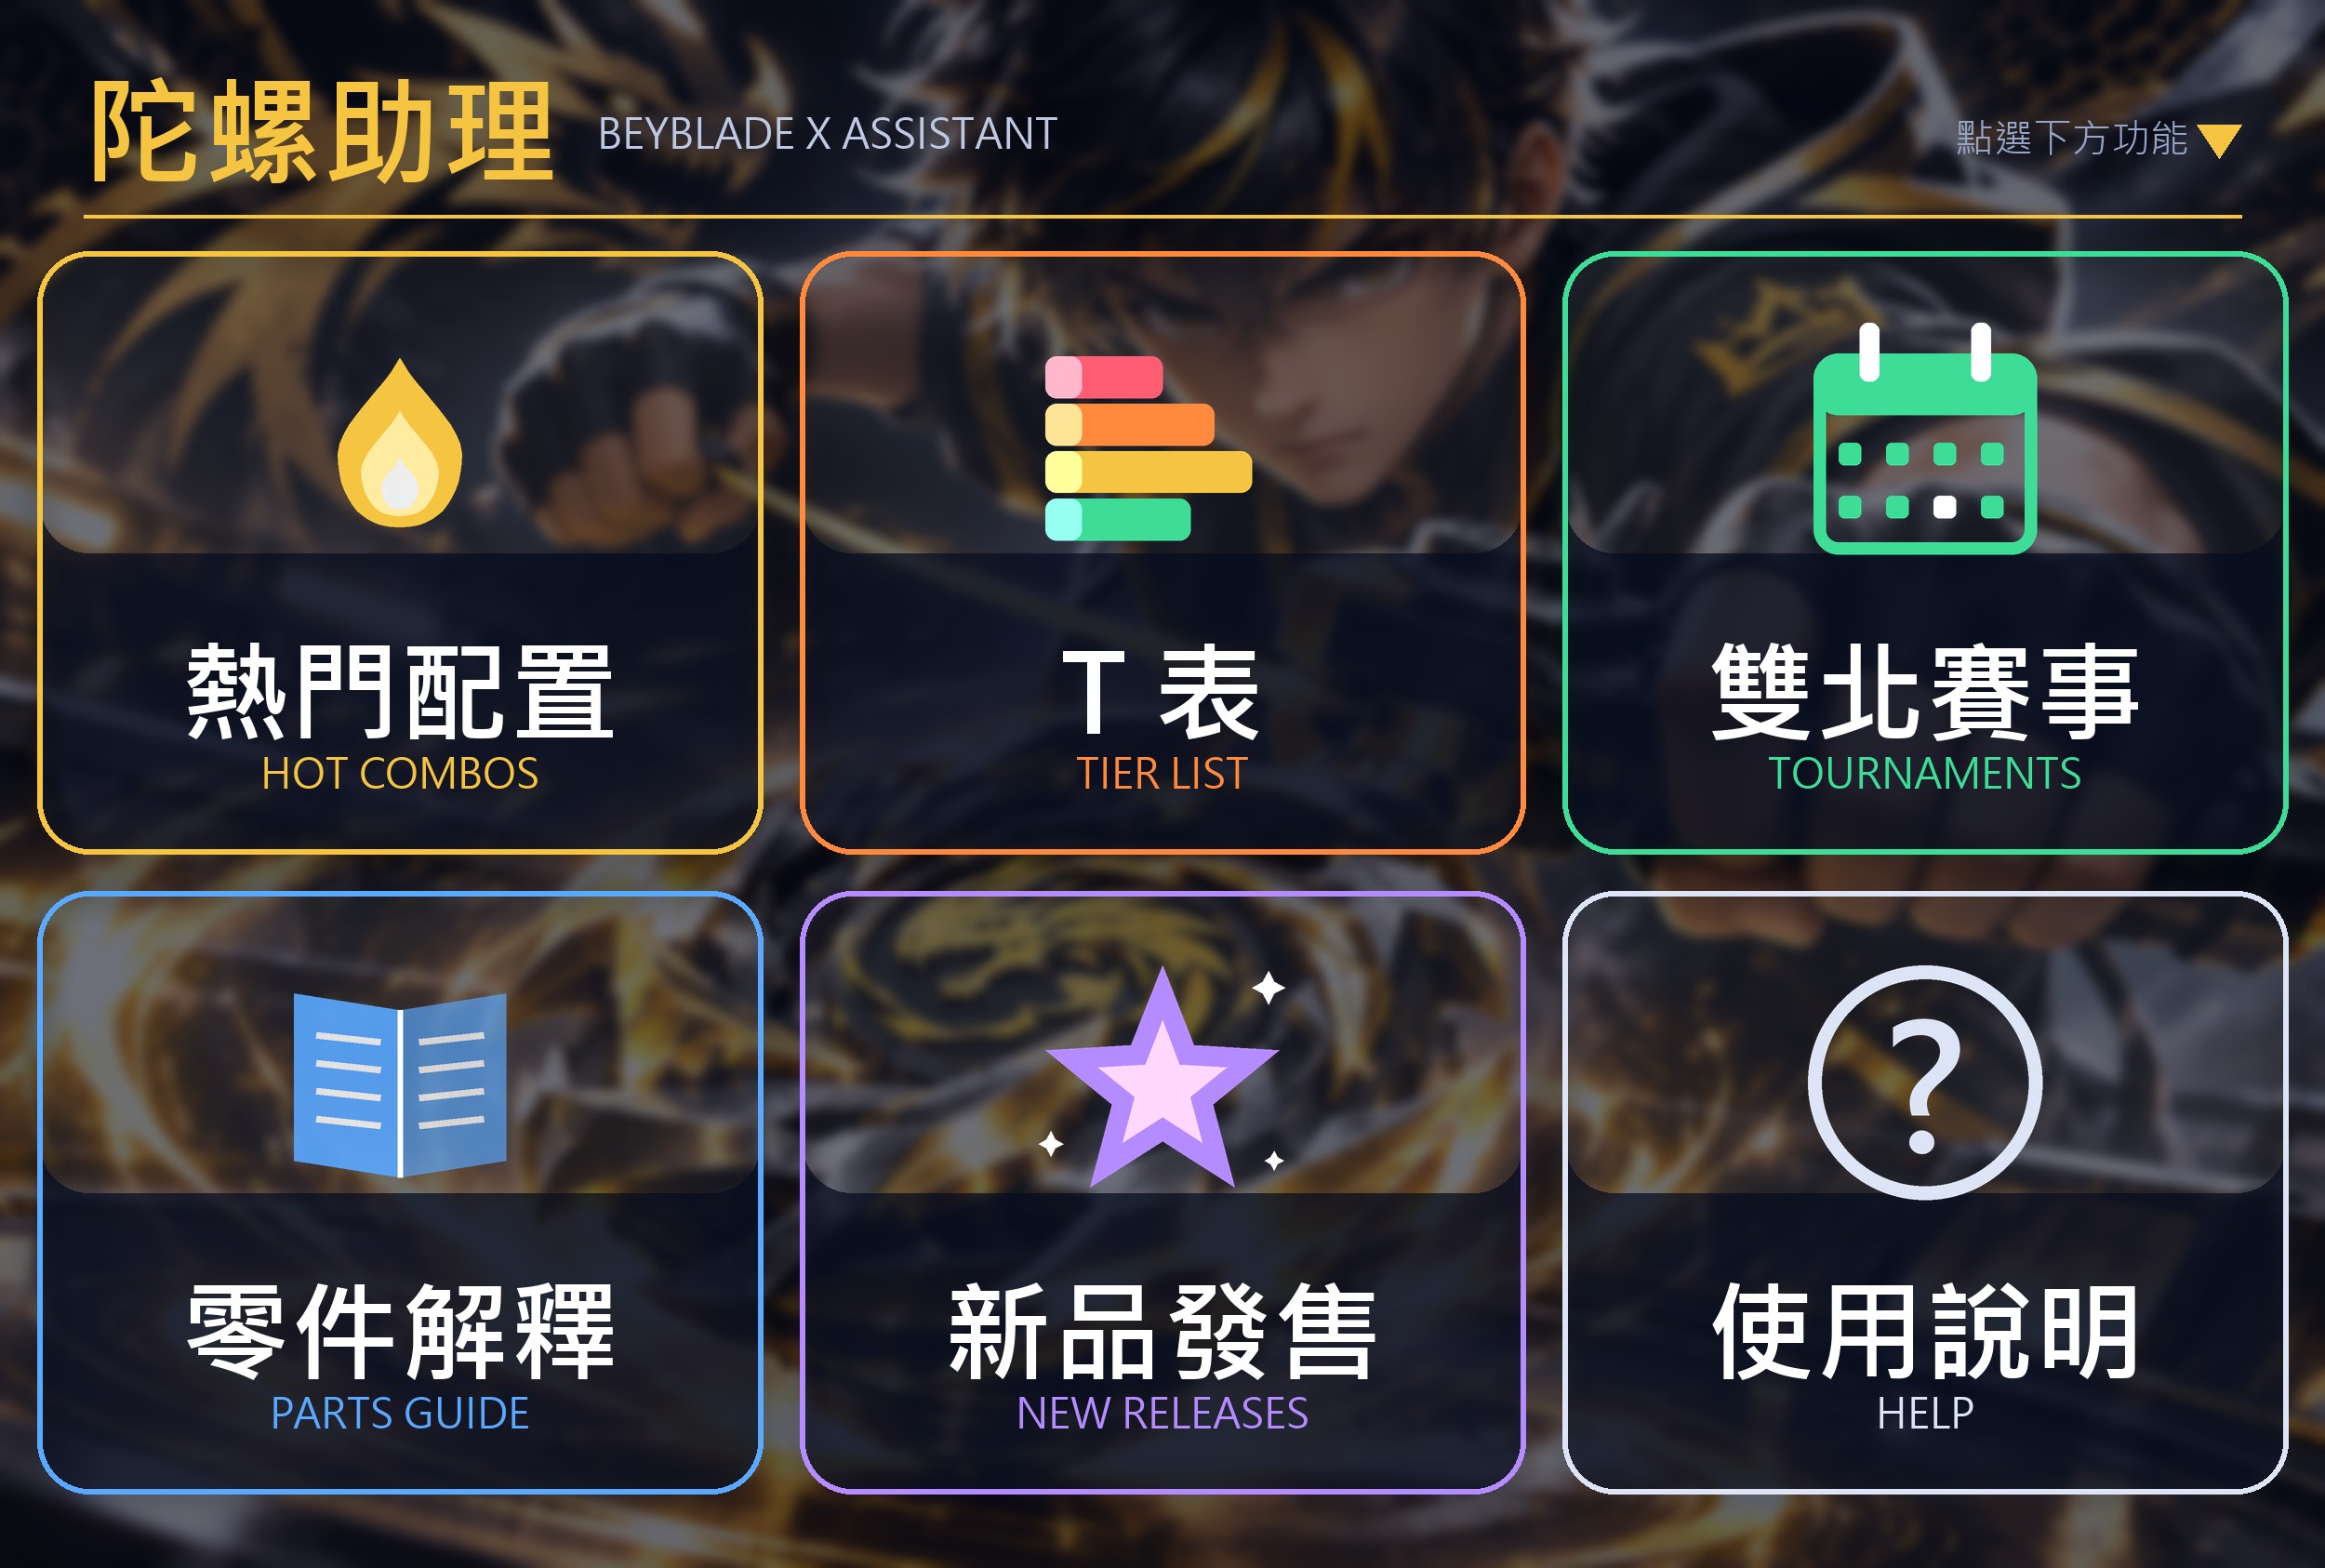 陀螺助理 BEYBLADE X ASSISTANT
點選下方功能
熱門配置
HOT COMBOS
T 表
TIER LIST
雙北賽事
TOURNAMENTS
零件解釋
PARTS GUIDE
新品發售
NEW RELEASES
?
使用說明
HELP